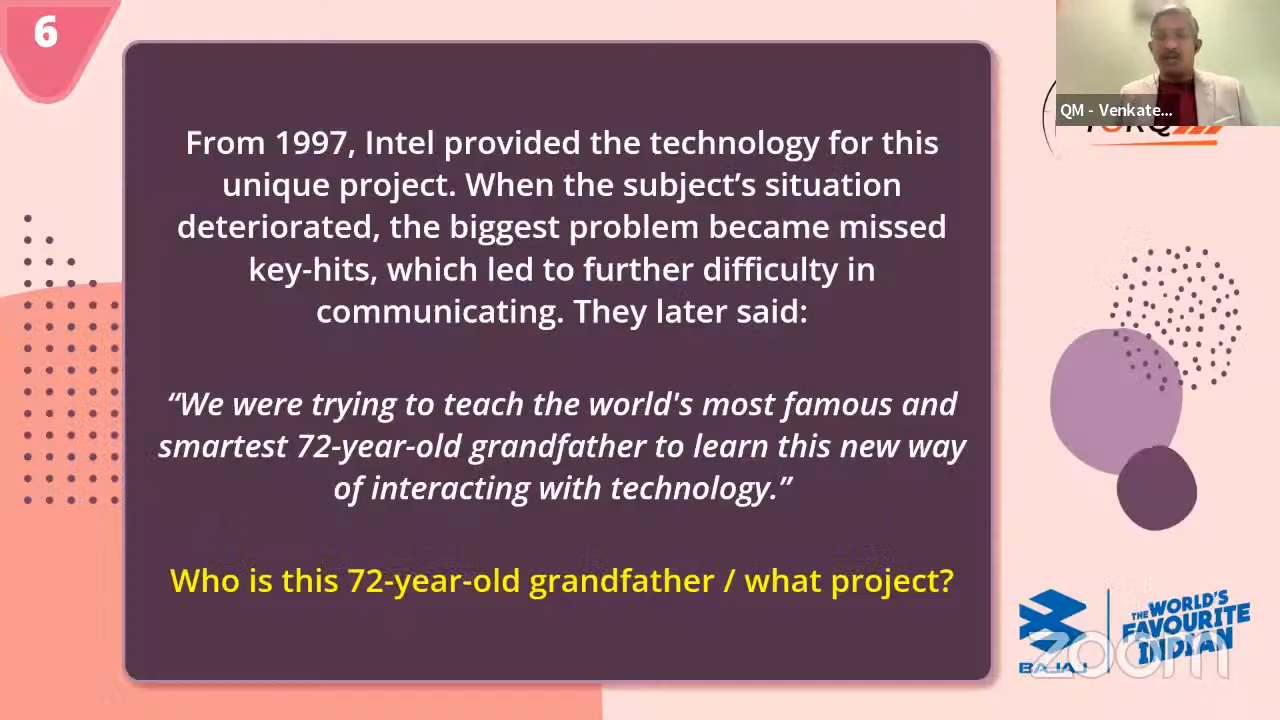 6
From 1997, Intel provided the technology for this
unique project. When the subject’s situation
deteriorated, the biggest problem became missed
key-hits, which led to further difficulty in
communicating. They later said:
“We were trying to teach the world's most famous and
smartest 72-year-old grandfather to learn this new way
of interacting with technology.”
Who is this 72-year-old grandfather / what project?
QM - Venkate...
TORQ
BAJAJ
THE WORLD'S
FAVOURITE
INDIAN
zoom